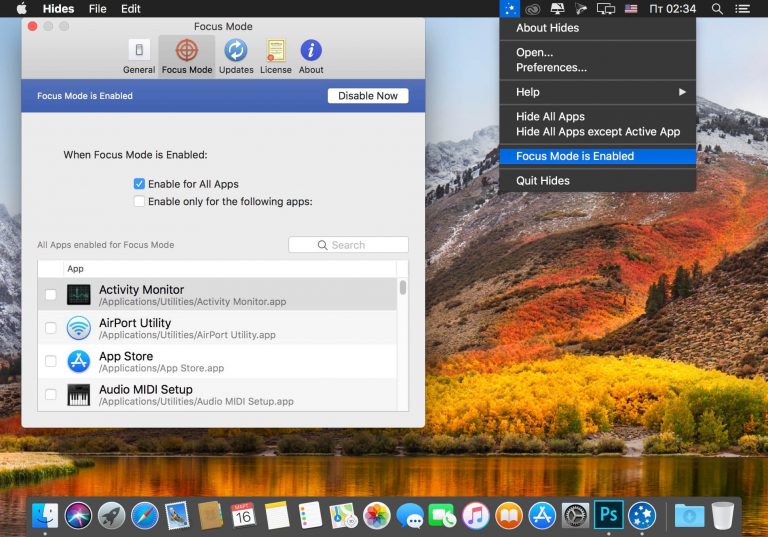 Hides File Edit Пт 02:34
Focus Mode
General Focus Mode Updates License About
Focus Mode is Enabled Disable Now
When Focus Mode is Enabled:
Enable for All Apps
Enable only for the following apps:
All Apps enabled for Focus Mode Search
App
Activity Monitor
/Applications/Utilities/Activity Monitor.app
AirPort Utility
/Applications/Utilities/AirPort Utility.app
App Store
/Applications/App Store.app
Audio MIDI Setup
/Applications/Utilities/Audio MIDI Setup.app
About Hides
Open...
Preferences...
Help
Hide All Apps
Hide All Apps except Active App
Focus Mode is Enabled
Quit Hides
МАРТ
16
Ps